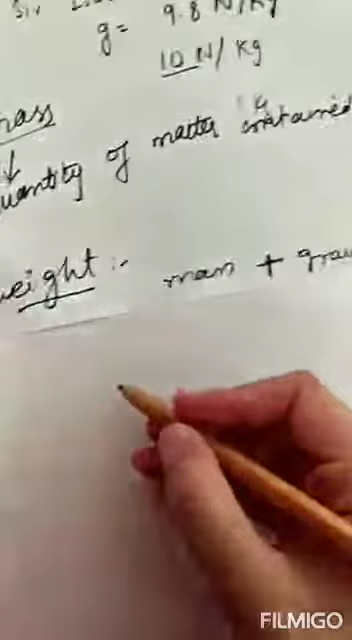 g = 9.8 N/Kg
10 N/Kg
mass
quantity of matter contained
weight :- mass + grav
FILMIGO